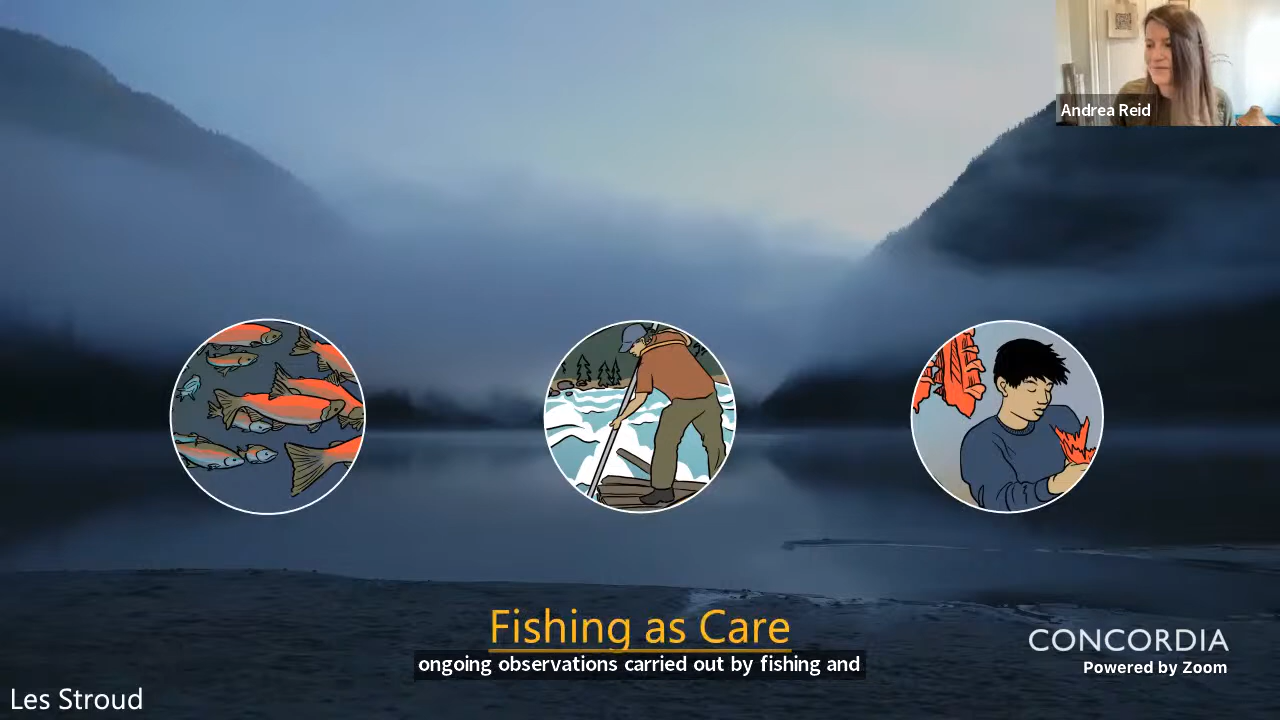 Andrea Reid
Fishing as Care
ongoing observations carried out by fishing and
CONCORDIA
Powered by Zoom
Les Stroud